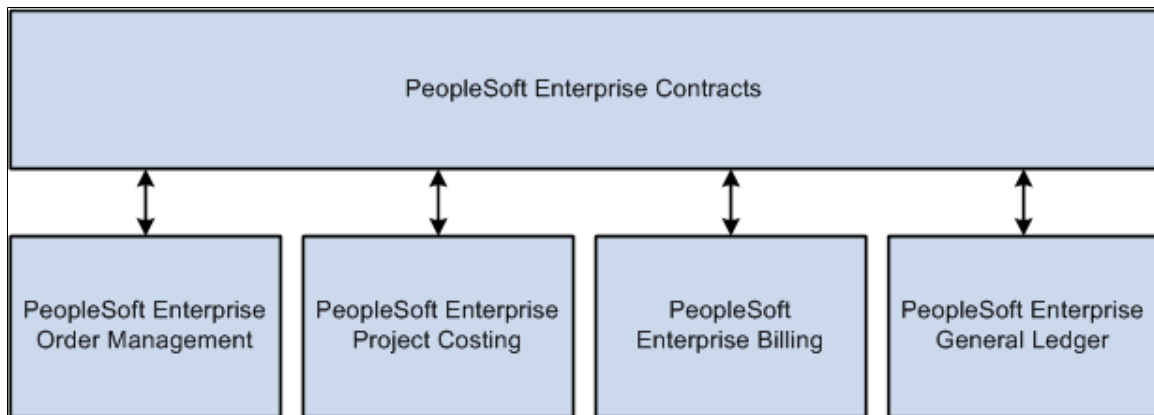 PeopleSoft Enterprise Contracts
PeopleSoft Enterprise
Order Management
PeopleSoft Enterprise
Project Costing
PeopleSoft
Enterprise Billing
PeopleSoft Enterprise
General Ledger